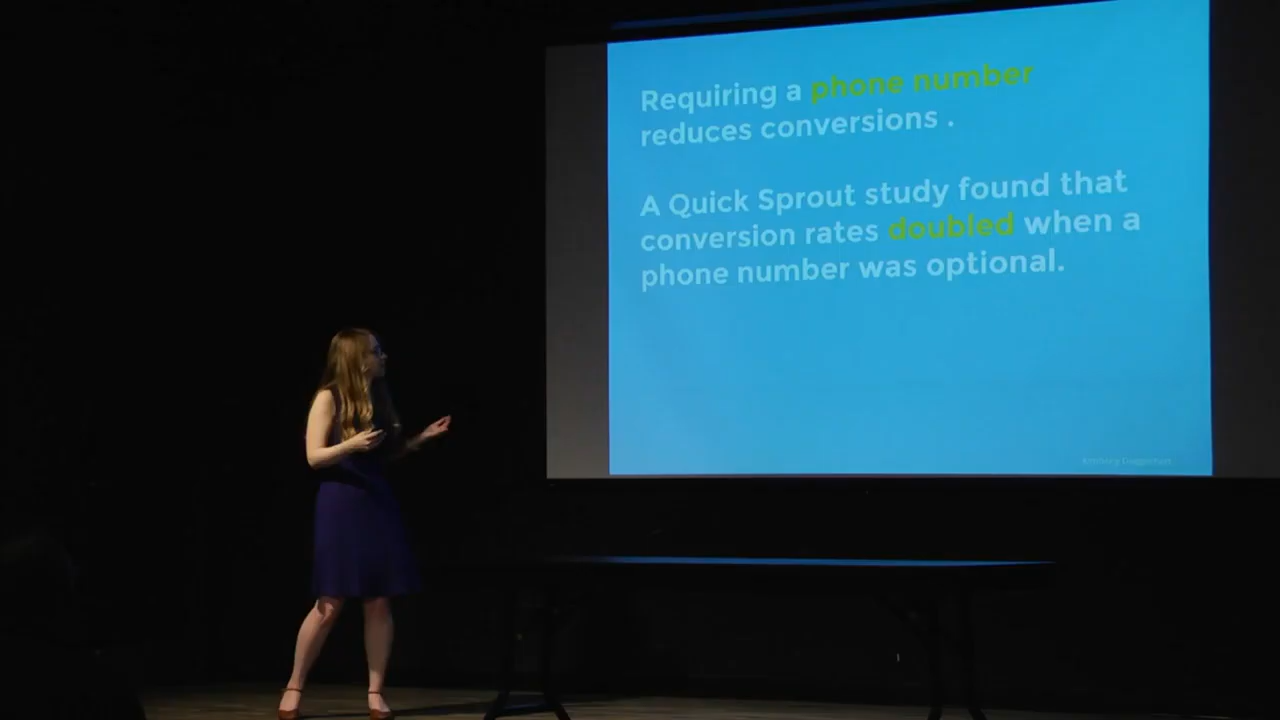 Requiring a phone number
reduces conversions .
A Quick Sprout study found that
conversion rates doubled when a
phone number was optional.